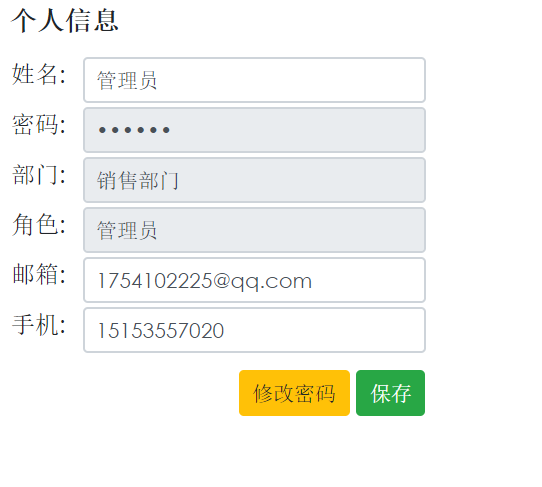 个人信息
姓名: 管理员
密码: ••••••
部门: 销售部门
角色: 管理员
邮箱: 1754102225@qq.com
手机: 15153557020
修改密码 保存